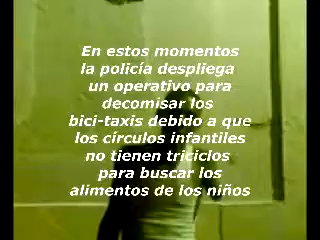 En estos momentos
la policía despliega
un operativo para
decomisar los
bici-taxis debido a que
los círculos infantiles
no tienen triciclos
para buscar los
alimentos de los niños